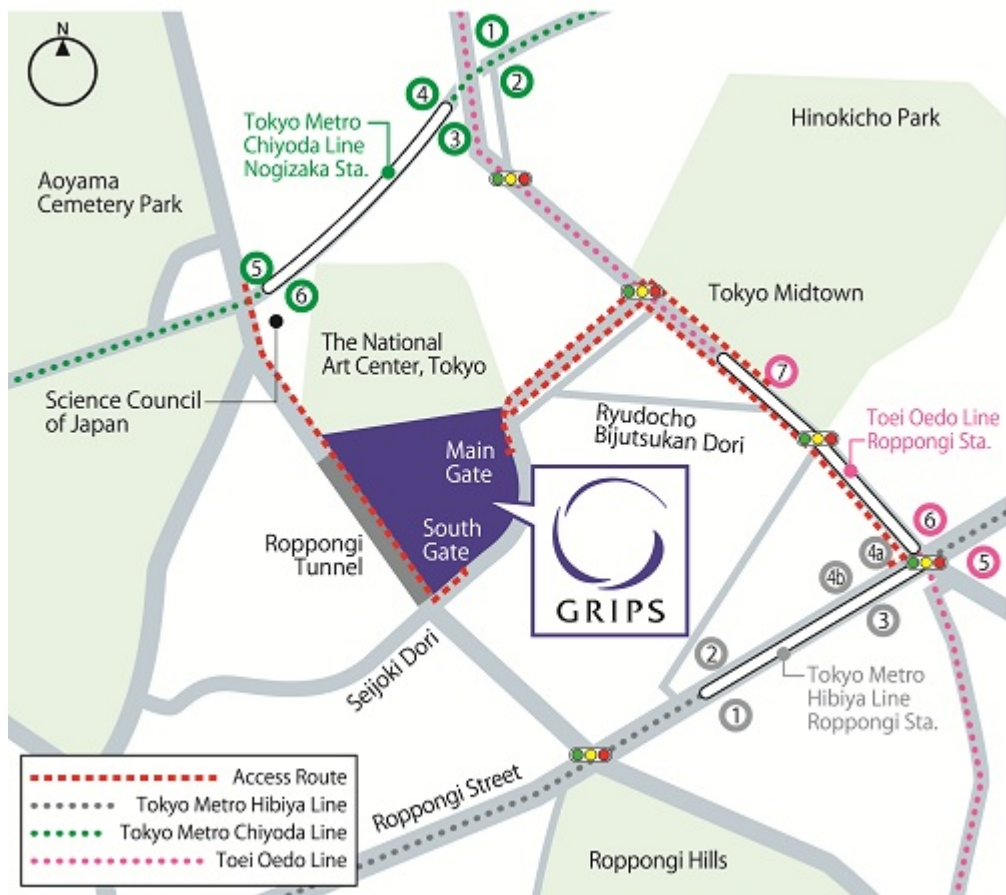 N
1
2
4
3
Tokyo Metro
Chiyoda Line
Nogizaka Sta.
Hinokicho Park
Aoyama
Cemetery Park
5
6
Tokyo Midtown
The National
Art Center, Tokyo
7
Science Council
of Japan
Ryudocho
Bijutsukan Dori
Toei Oedo Line
Roppongi Sta.
Main
Gate
South
Gate
Roppongi
Tunnel
GRIPS
6
5
4a
4b
3
2
1
Seijoki Dori
Tokyo Metro
Hibiya Line
Roppongi Sta.
Roppongi Street
Roppongi Hills
Access Route
Tokyo Metro Hibiya Line
Tokyo Metro Chiyoda Line
Toei Oedo Line